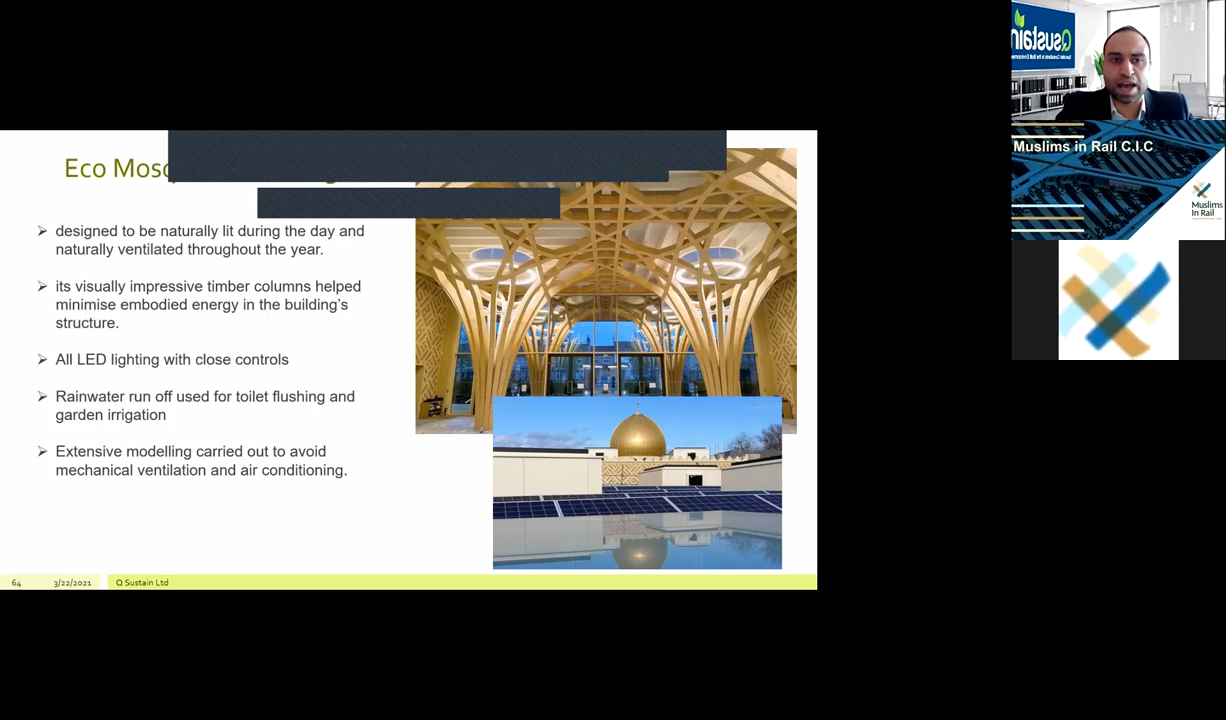 Eco Mos
designed to be naturally lit during the day and
naturally ventilated throughout the year.
its visually impressive timber columns helped
minimise embodied energy in the building's
structure.
All LED lighting with close controls
Rainwater run off used for toilet flushing and
garden irrigation
Extensive modelling carried out to avoid
mechanical ventilation and air conditioning.
64 3/22/2021 Q Sustain Ltd
Qsustain
Muslims in Rail C.I.C
Muslims
In Rail